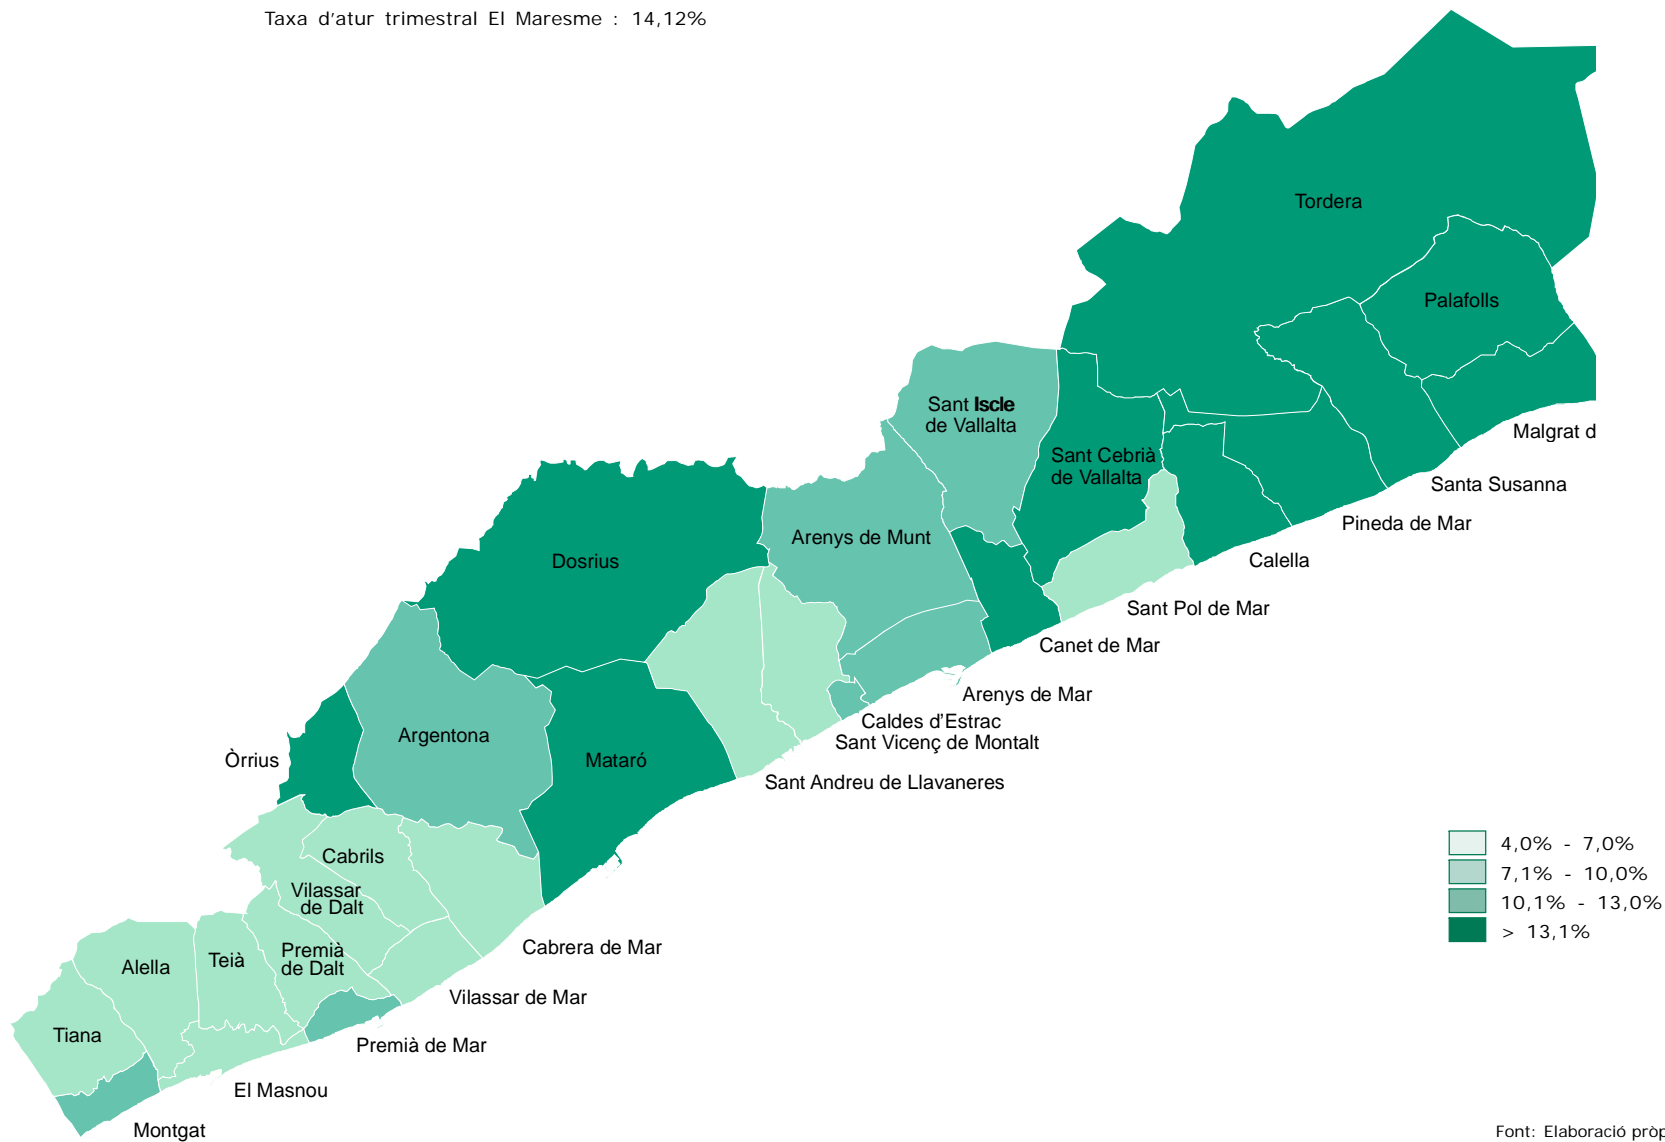 Taxa d'atur trimestral El Maresme : 14,12%
Tordera
Palafolls
Sant Iscle
de Vallalta
Malgrat d
Sant Cebrià
de Vallalta
Santa Susanna
Pineda de Mar
Arenys de Munt
Dosrius
Calella
Sant Pol de Mar
Canet de Mar
Arenys de Mar
Caldes d'Estrac
Argentona
Sant Vicenç de Montalt
Òrrius
Mataró
Sant Andreu de Llavaneres
4,0% - 7,0%
7,1% - 10,0%
10,1% - 13,0%
> 13,1%
Cabrils
Vilassar
de Dalt
Cabrera de Mar
Premià
de Dalt
Teià
Alella
Vilassar de Mar
Tiana
Premià de Mar
El Masnou
Montgat
Font: Elaboració pròp